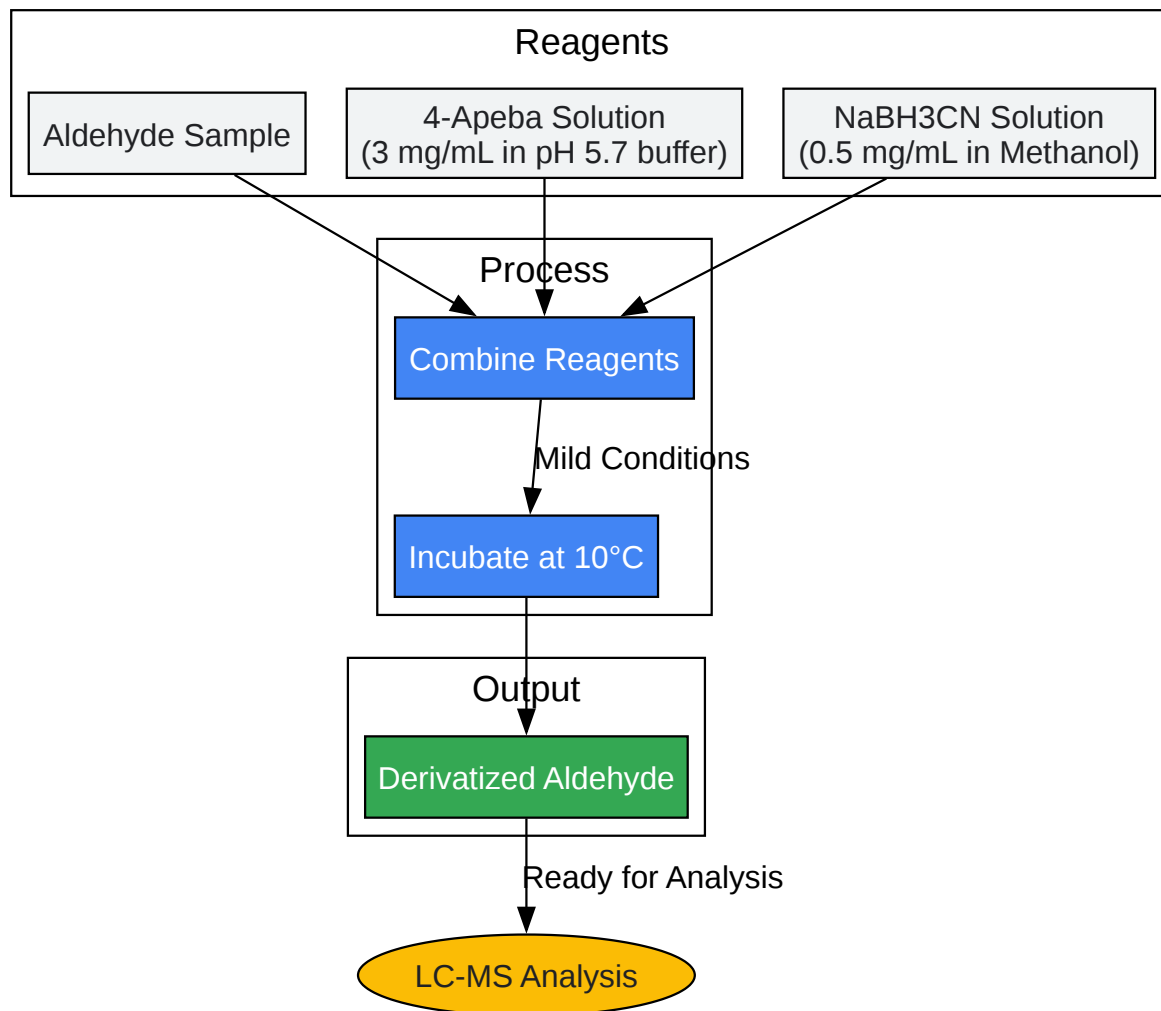 Reagents
Aldehyde Sample
4-Apeba Solution
(3 mg/mL in pH 5.7 buffer)
NaBH3CN Solution
(0.5 mg/mL in Methanol)
Process
Combine Reagents
Mild Conditions
Incubate at 10°C
Output
Derivatized Aldehyde
Ready for Analysis
LC-MS Analysis